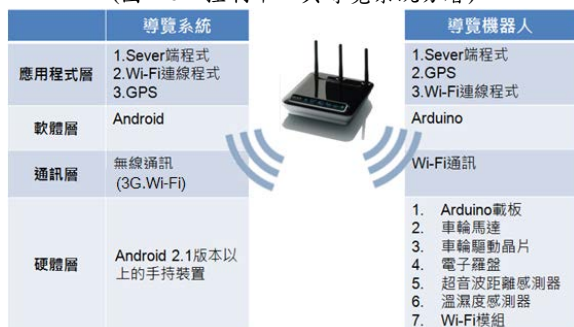 導覽系統
導覽機器人
應用程式層
1.Sever端程式
2.Wi-Fi連線程式
3.GPS
1.Sever端程式
2.GPS
3.Wi-Fi連線程式
軟體層
Android
Arduino
通訊層
無線通訊
(3G.Wi-Fi)
Wi-Fi通訊
硬體層
Android 2.1版本以
上的手持裝置
1. Arduino載板
2. 車輪馬達
3. 車輪驅動晶片
4. 電子羅盤
5. 超音波距離感測器
6. 溫濕度感測器
7. Wi-Fi模組